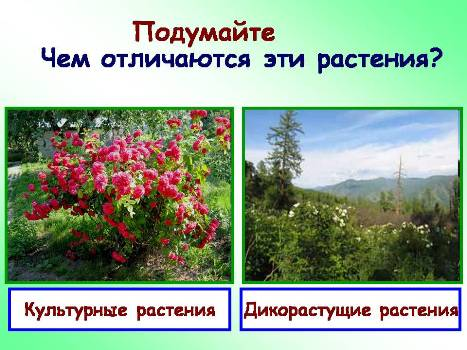 Подумайте
Чем отличаются эти растения?
Культурные растения
Дикорастущие растения